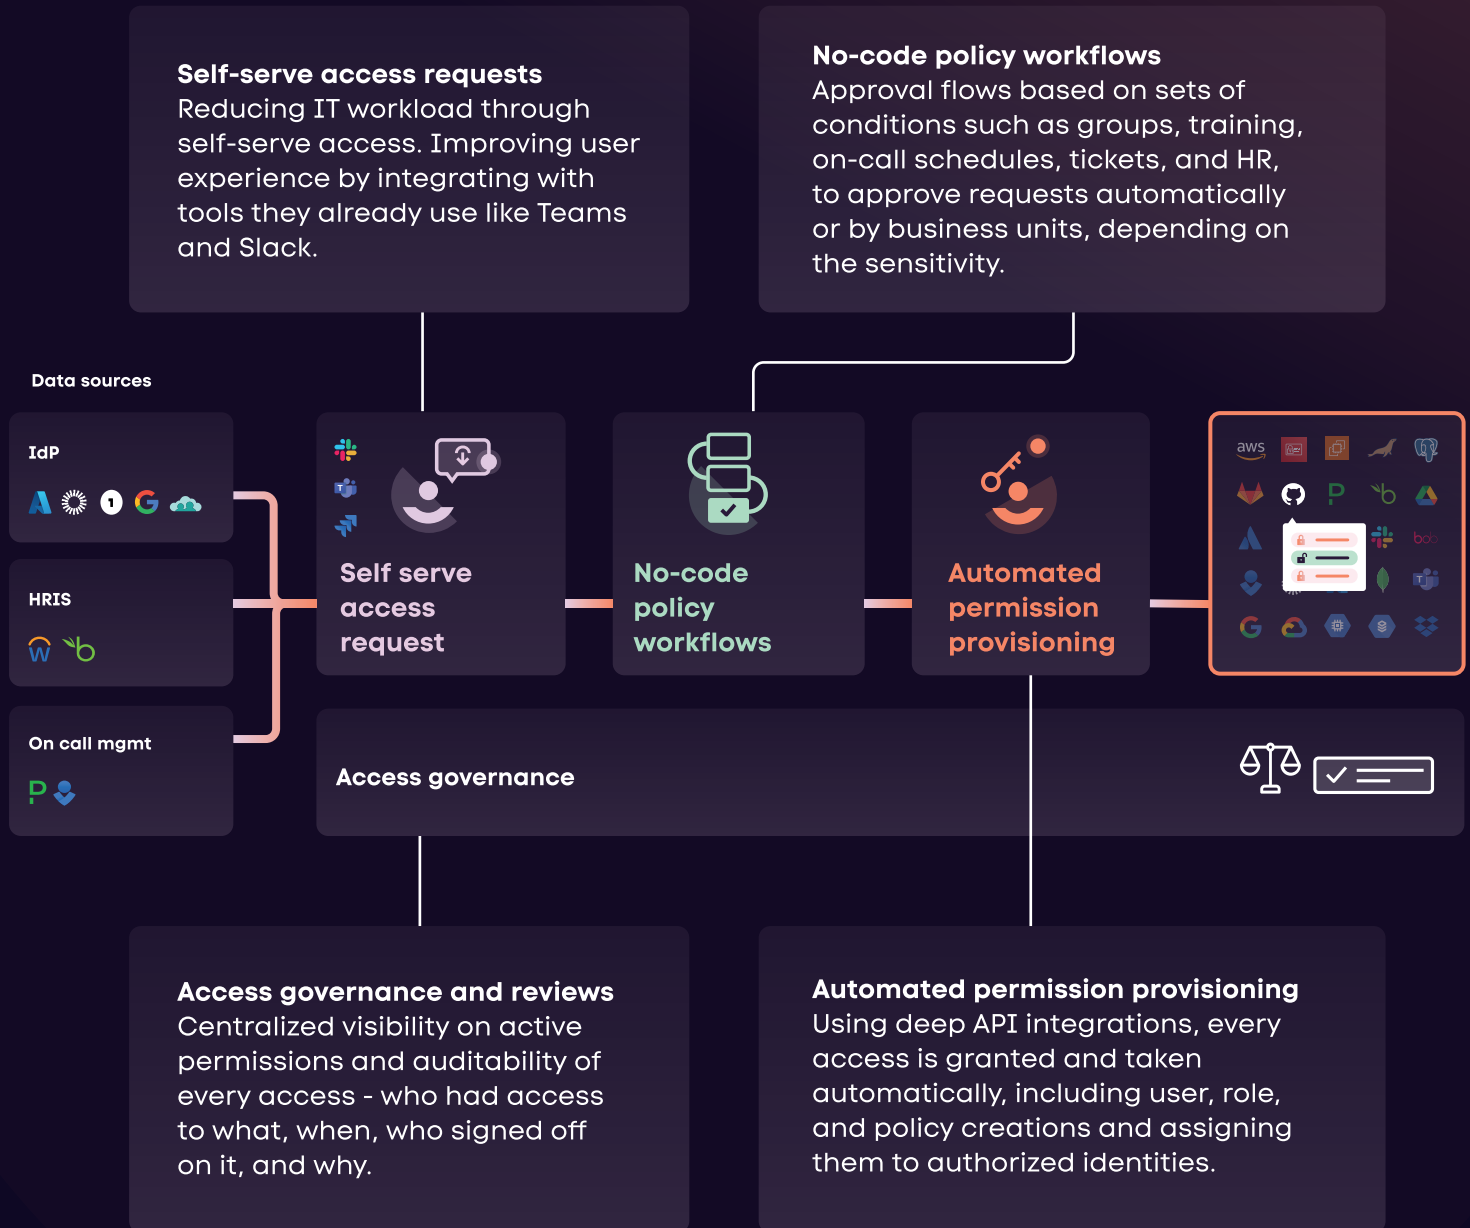 Self-serve access requests
Reducing IT workload through
self-serve access. Improving user
experience by integrating with
tools they already use like Teams
and Slack.
No-code policy workflows
Approval flows based on sets of
conditions such as groups, training,
on-call schedules, tickets, and HR,
to approve requests automatically
or by business units, depending on
the sensitivity.
Data sources
IdP
1
HRIS
On call mgmt
Self serve
access
request
No-code
policy
workflows
Automated
permission
provisioning
aws
bob
Access governance
Access governance and reviews
Centralized visibility on active
permissions and auditability of
every access - who had access
to what, when, who signed off
on it, and why.
Automated permission provisioning
Using deep API integrations, every
access is granted and taken
automatically, including user, role,
and policy creations and assigning
them to authorized identities.